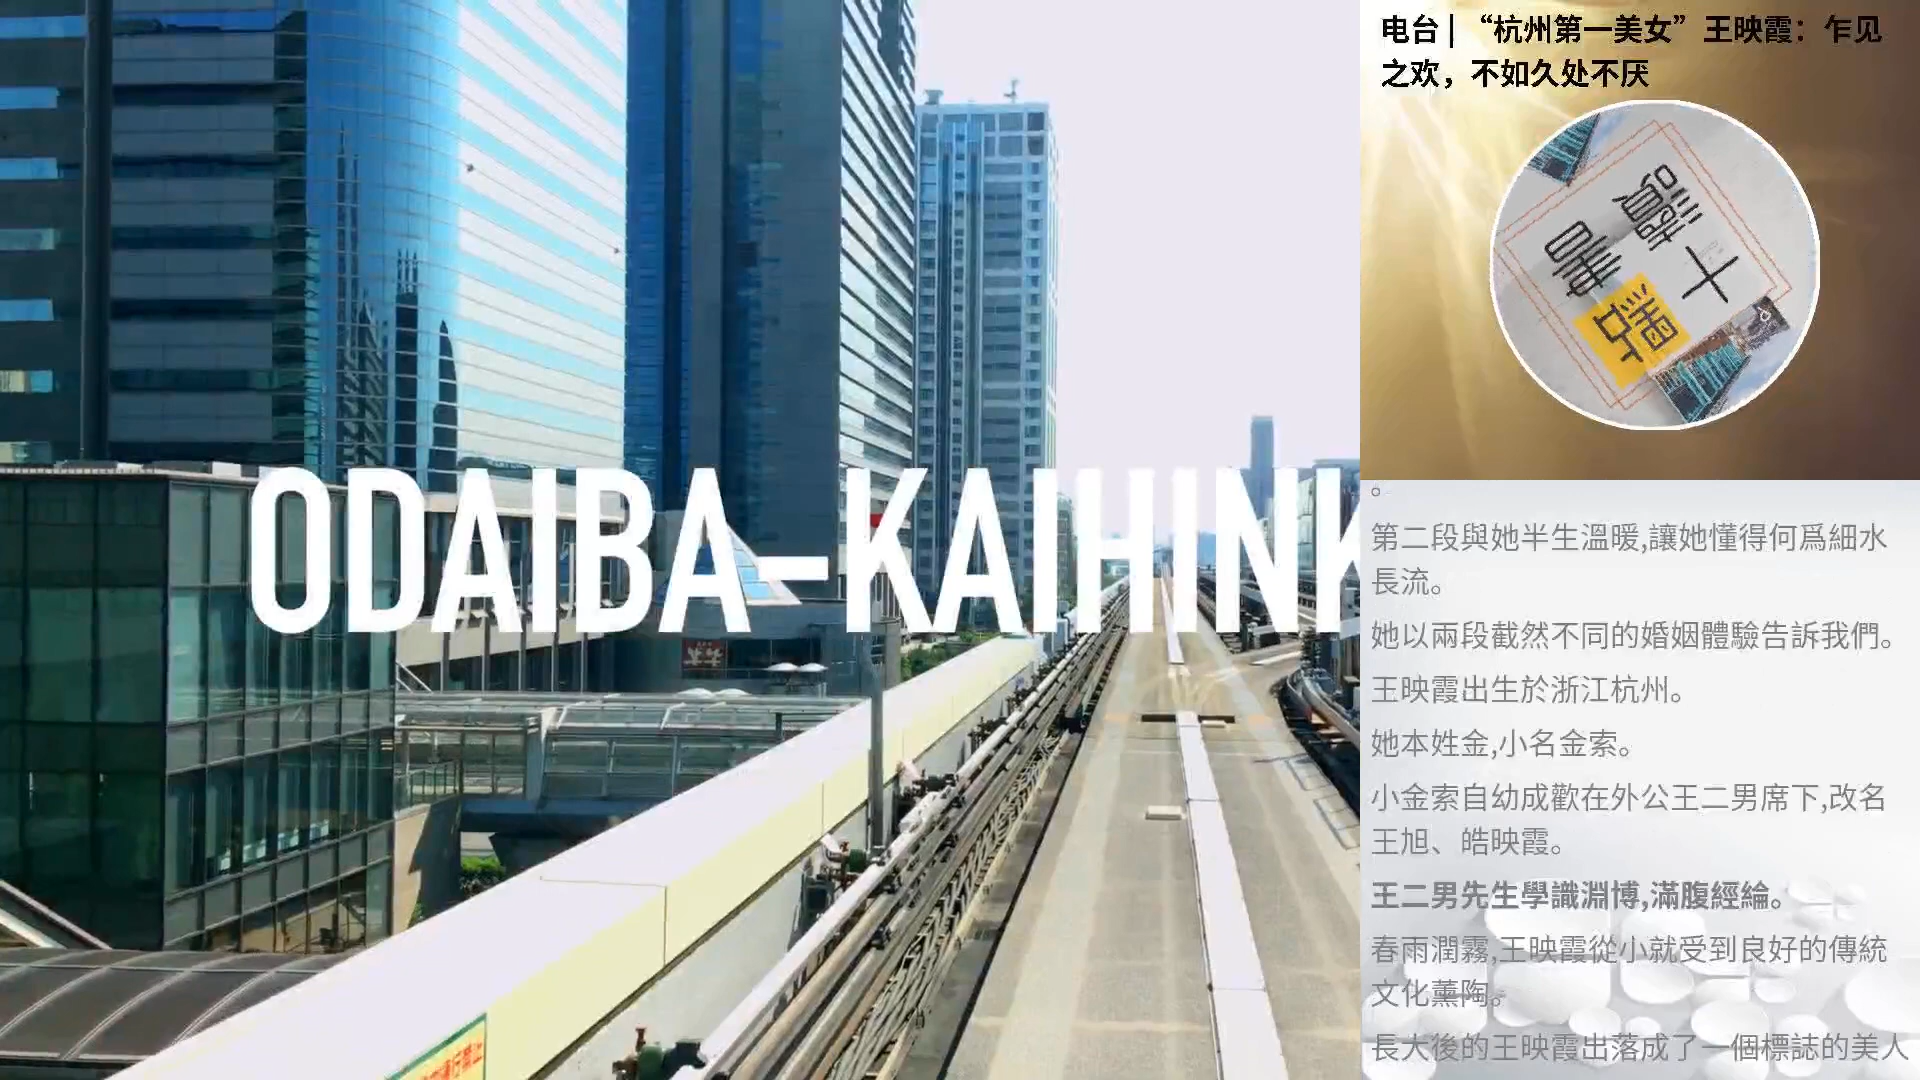 电台 | “杭州第一美女”王映霞：乍见
之欢，不如久处不厌
十
讀
書
點
ODAIBA-KAIHINK
。
第二段與她半生溫暖,讓她懂得何爲細水
長流。
她以兩段截然不同的婚姻體驗告訴我們。
王映霞出生於浙江杭州。
她本姓金,小名金索。
小金索自幼成歡在外公王二男席下,改名
王旭、皓映霞。
王二男先生學識淵博,滿腹經綸。
春雨潤霧,王映霞從小就受到良好的傳統
文化薰陶。
長大後的王映霞出落成了一個標誌的美人